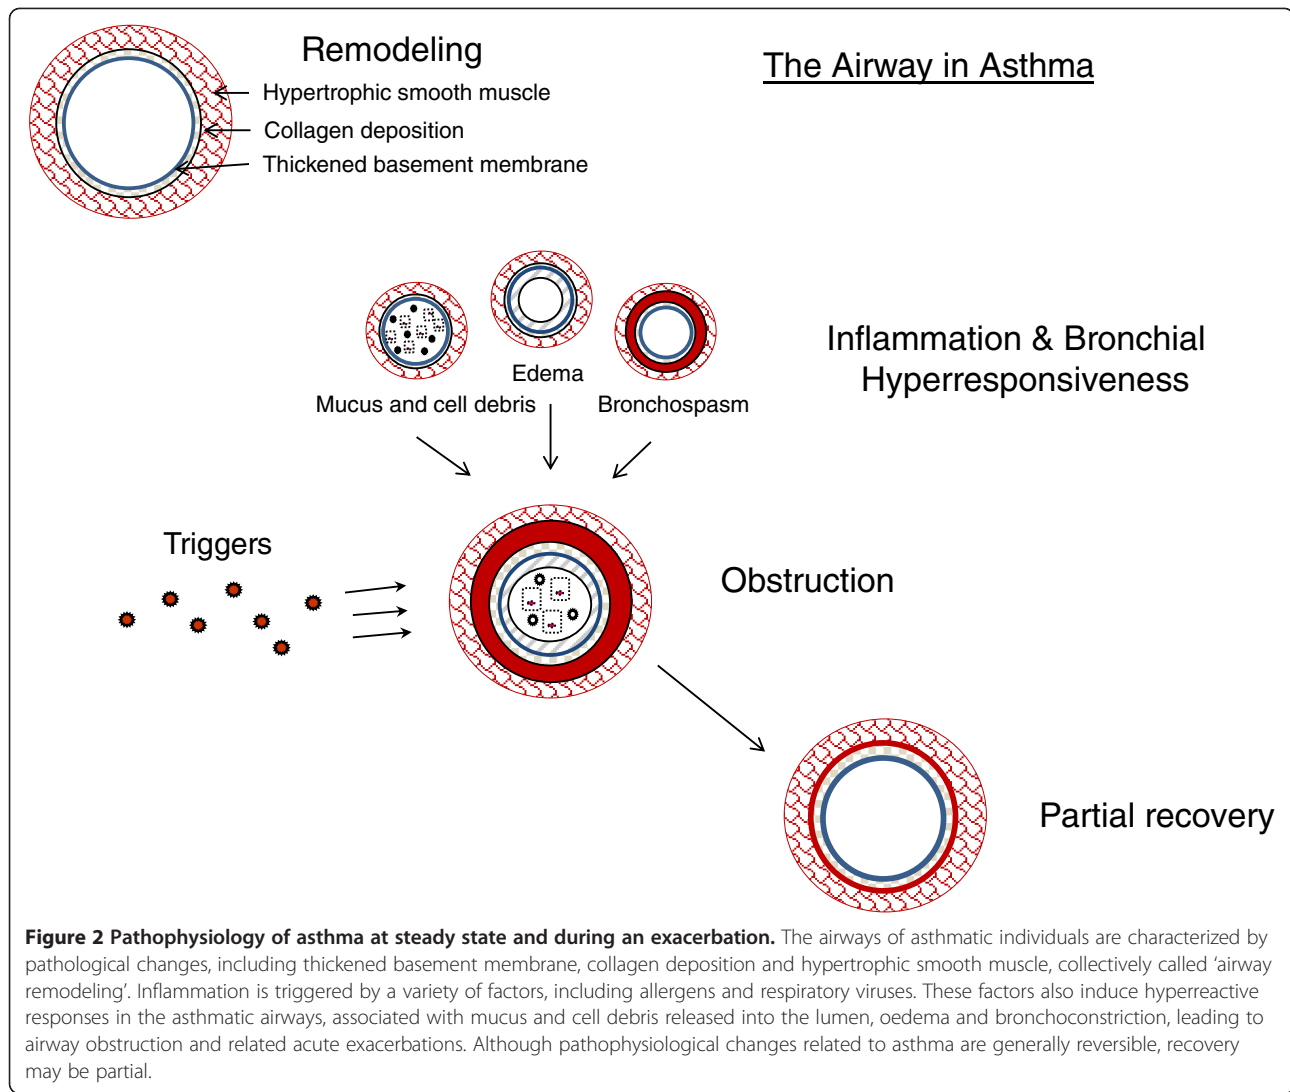 Remodeling
The Airway in Asthma
Hypertrophic smooth muscle
Collagen deposition
Thickened basement membrane
Edema
Mucus and cell debris
Bronchospasm
Inflammation & Bronchial
Hyperresponsiveness
Triggers
Obstruction
Partial recovery
Figure 2 Pathophysiology of asthma at steady state and during an exacerbation. The airways of asthmatic individuals are characterized by
pathological changes, including thickened basement membrane, collagen deposition and hypertrophic smooth muscle, collectively called ‘airway
remodeling’. Inflammation is triggered by a variety of factors, including allergens and respiratory viruses. These factors also induce hyperreactive
responses in the asthmatic airways, associated with mucus and cell debris released into the lumen, oedema and bronchoconstriction, leading to
airway obstruction and related acute exacerbations. Although pathophysiological changes related to asthma are generally reversible, recovery
may be partial.